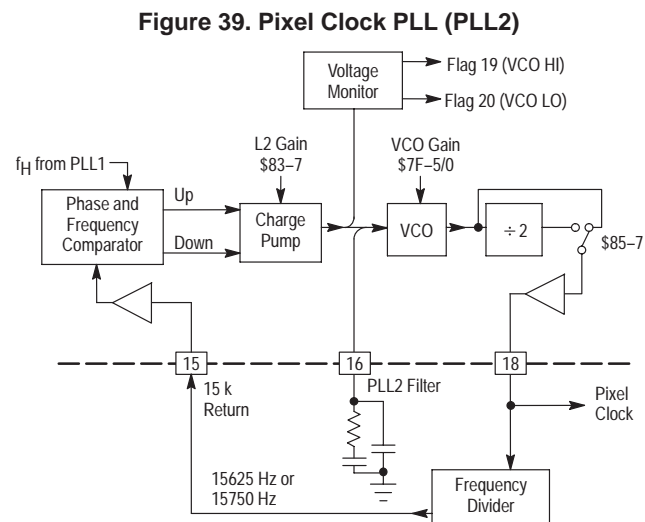 Figure 39. Pixel Clock PLL (PLL2)
Voltage
Monitor
Flag 19 (VCO HI)
Flag 20 (VCO LO)
fH from PLL1
L2 Gain
$83–7
VCO Gain
$7F–5/0
Phase and
Frequency
Comparator
Up
Down
Charge
Pump
VCO
÷ 2
$85–7
15
16
18
15 k
Return
PLL2 Filter
Pixel
Clock
15625 Hz or
15750 Hz
Frequency
Divider